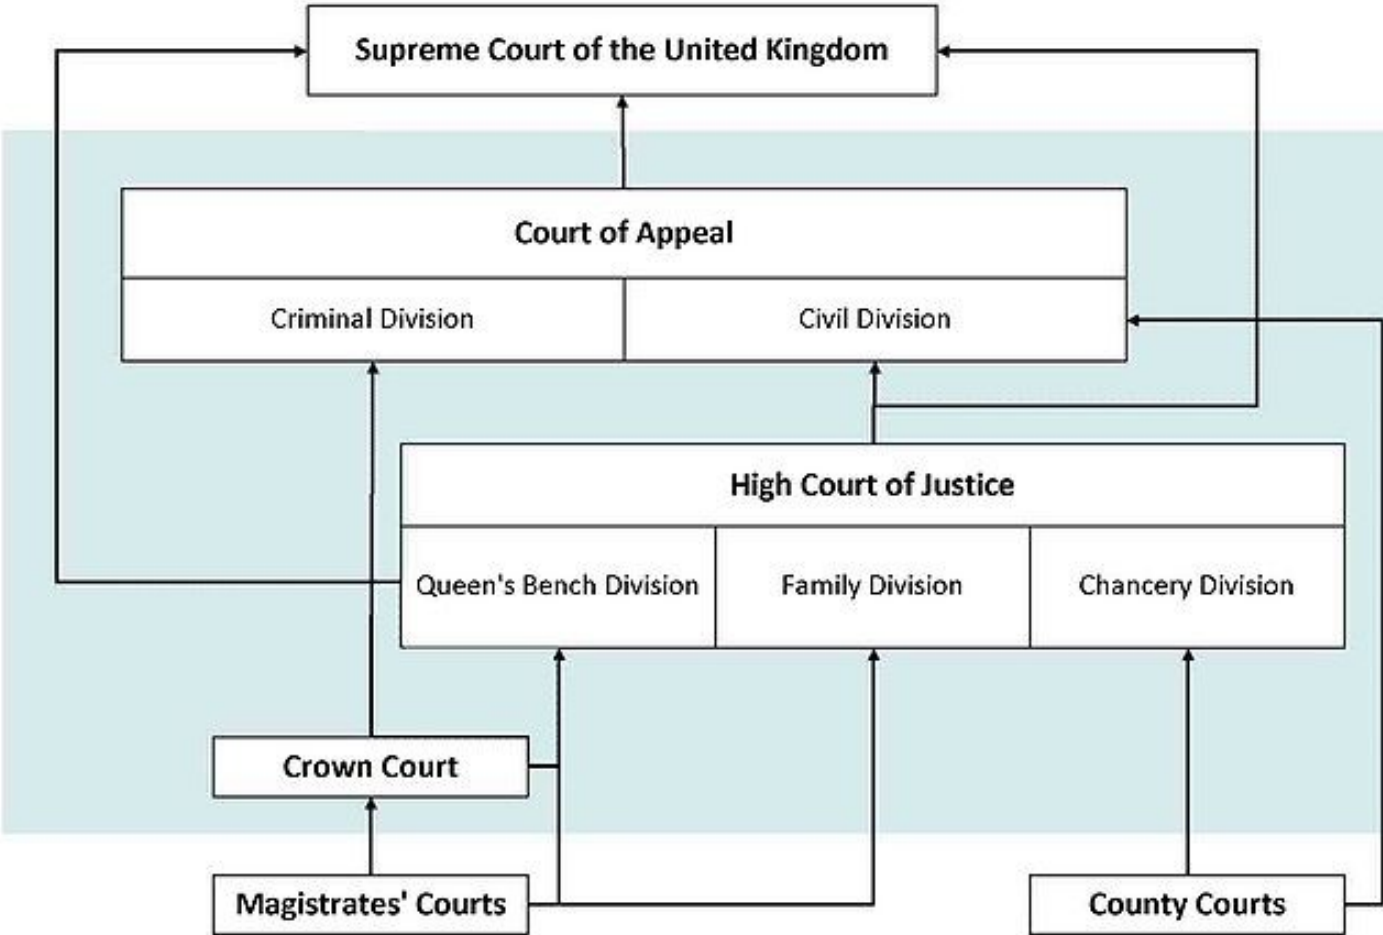 Supreme Court of the United Kingdom
Court of Appeal
Criminal Division
Civil Division
High Court of Justice
Queen's Bench Division
Family Division
Chancery Division
Crown Court
Magistrates' Courts
County Courts